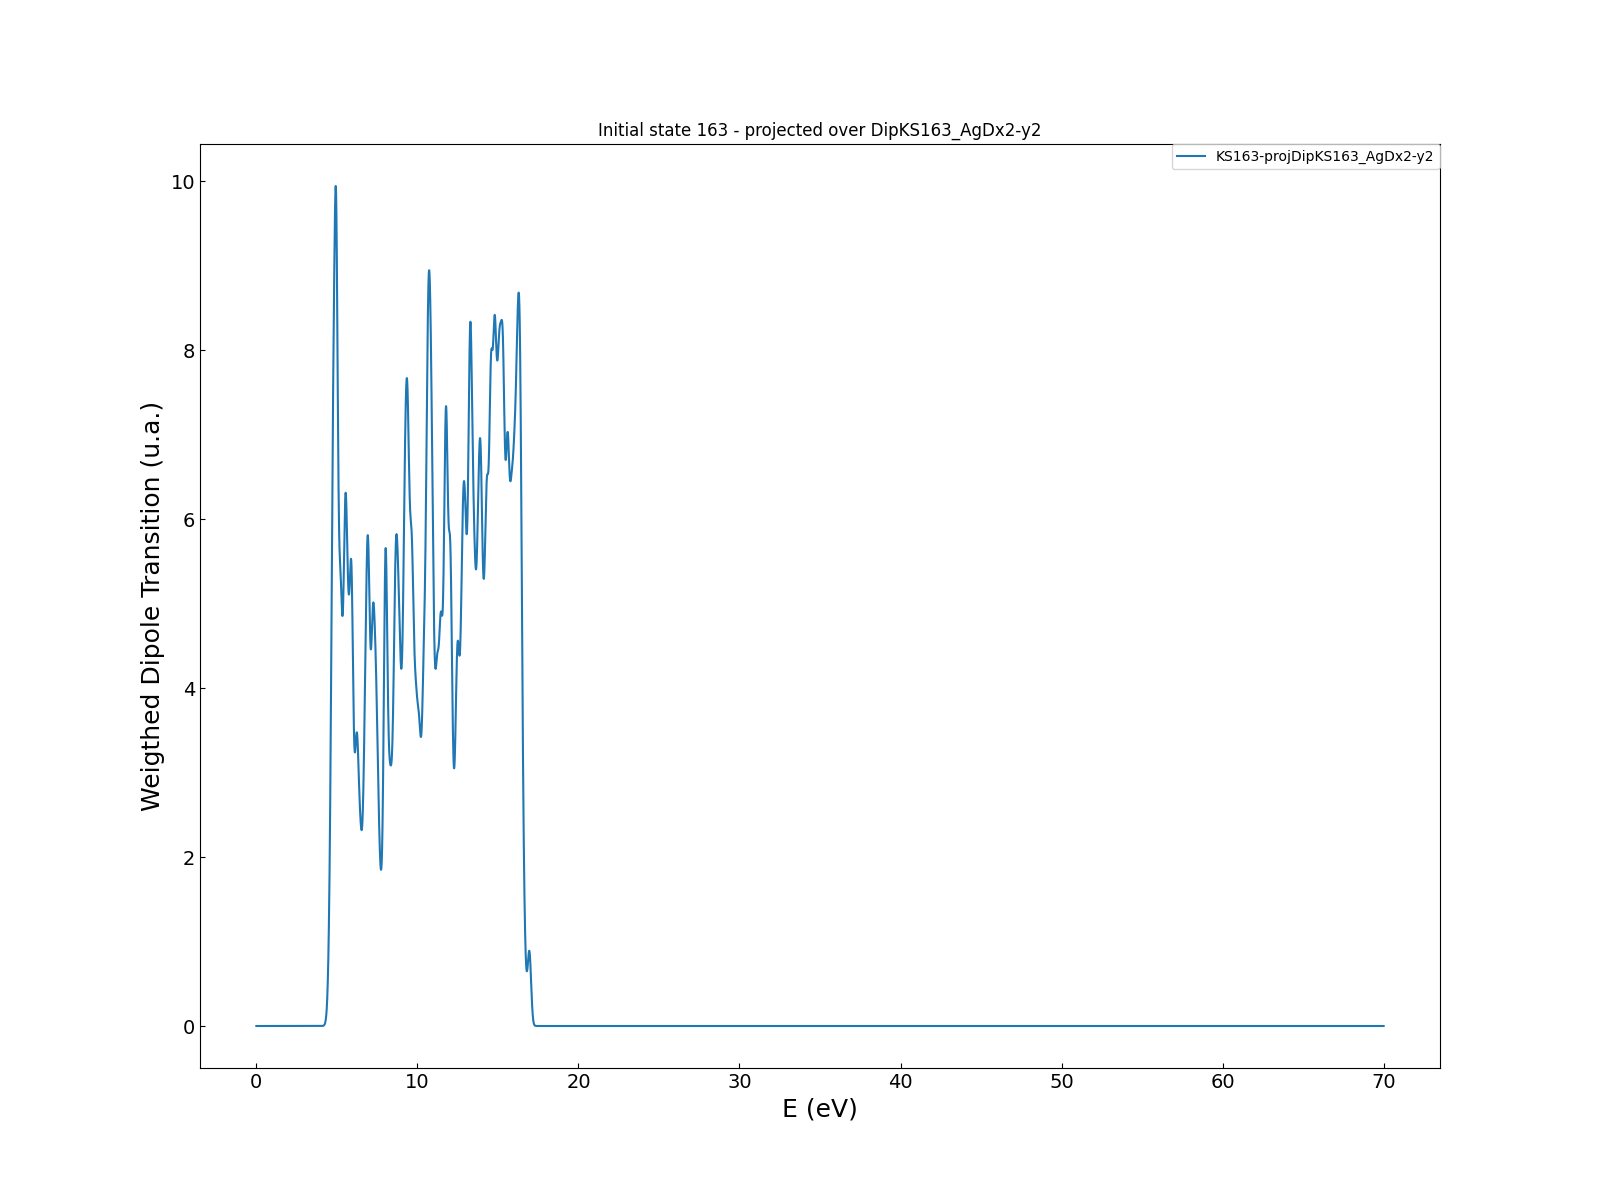 Initial state 163 - projected over DipKS163_AgDx2-y2
KS163-projDipKS163_AgDx2-y2
10
8
6
4
2
0
Weigthed Dipole Transition (u.a.)
0 10 20 30 40 50 60 70
E (eV)